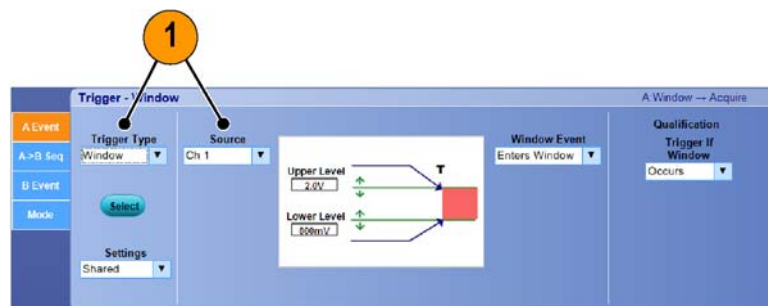 1
Trigger - Window
A:Window → Acquire
A Event
A->B Seq
B Event
Mode
Trigger Type
Window
Select
Settings
Shared
Source
Ch 1
Upper Level
2.0V
Lower Level
800mV
T
Window Event
Enters Window
Qualification
Trigger If
Window
Occurs